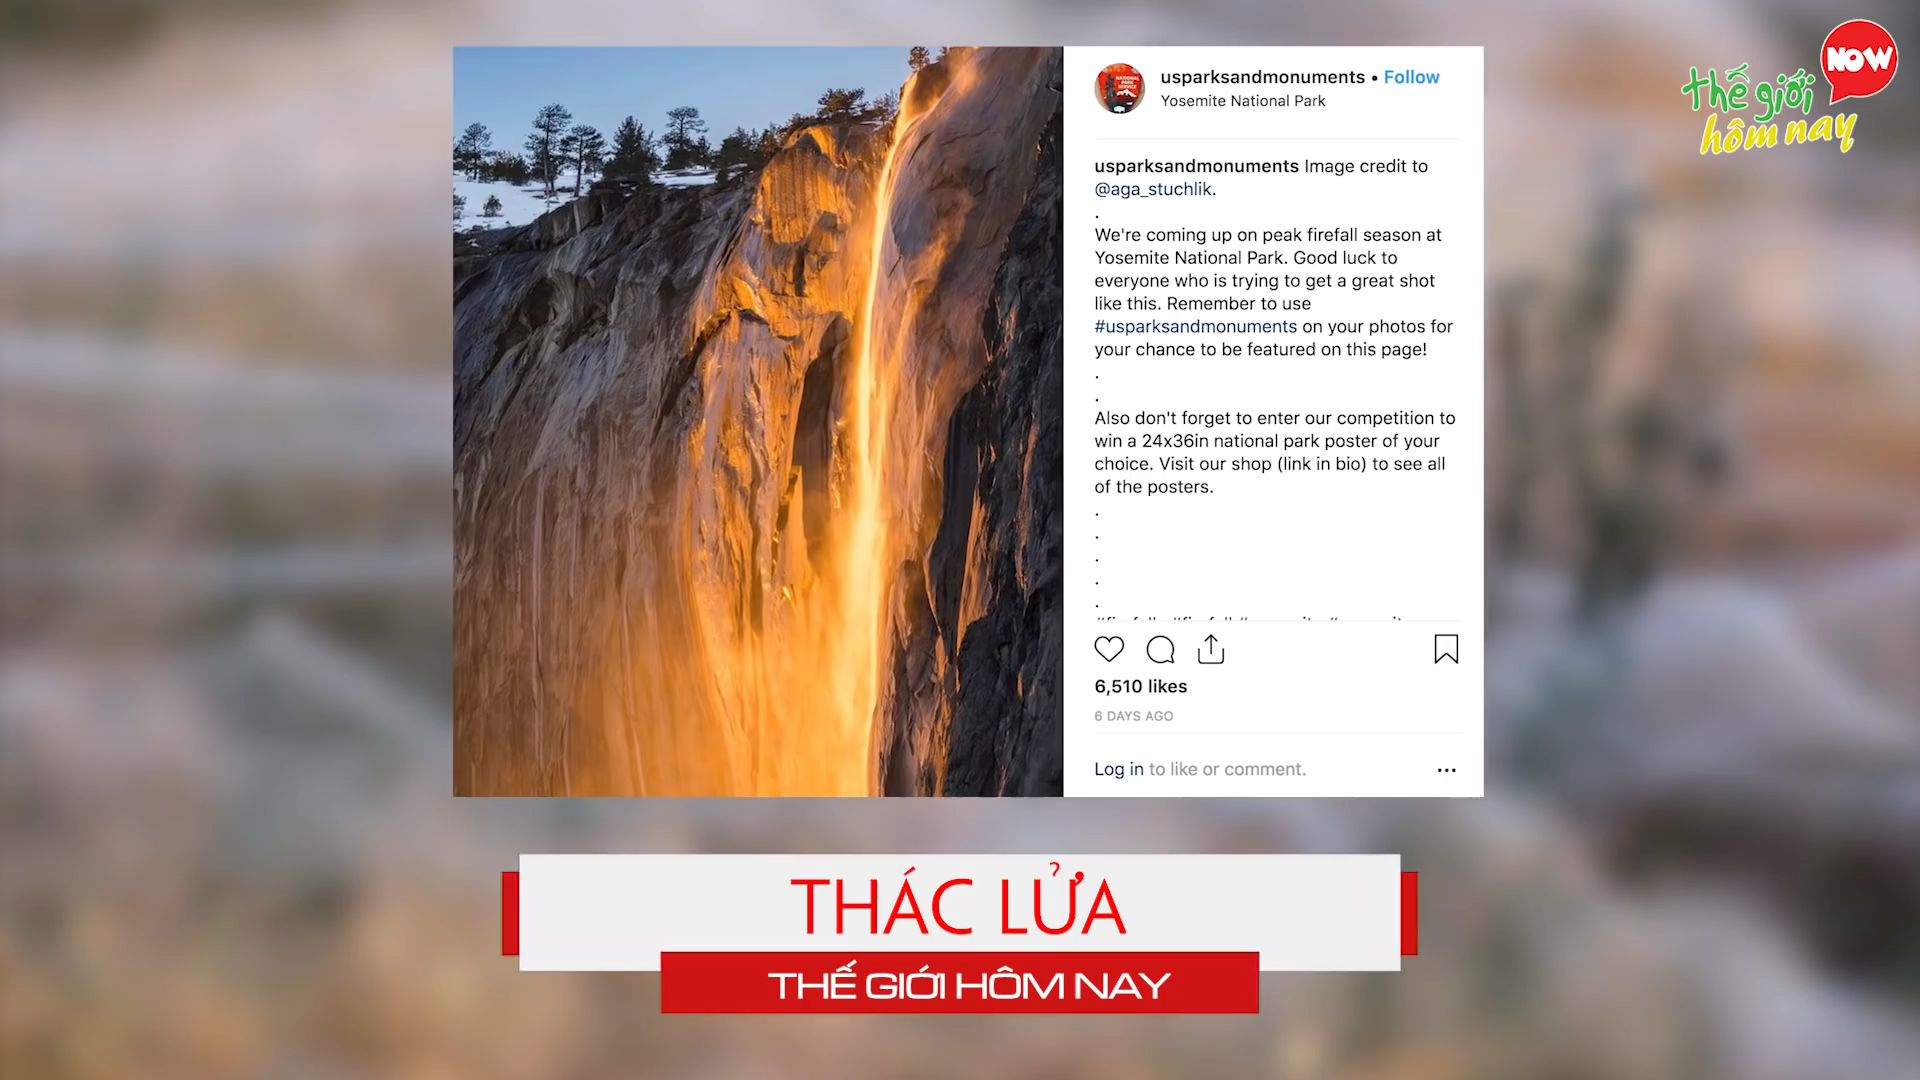 NOW
thế giới
hôm nay
usparksandmonuments • Follow
Yosemite National Park
usparksandmonuments Image credit to
@aga_stuchlik.
.
We're coming up on peak firefall season at
Yosemite National Park. Good luck to
everyone who is trying to get a great shot
like this. Remember to use
#usparksandmonuments on your photos for
your chance to be featured on this page!
.
.
Also don't forget to enter our competition to
win a 24x36in national park poster of your
choice. Visit our shop (link in bio) to see all
of the posters.
.
.
.
.
.
6,510 likes
6 DAYS AGO
Log in to like or comment.
THÁC LỬA
THẾ GIỚI HÔM NAY